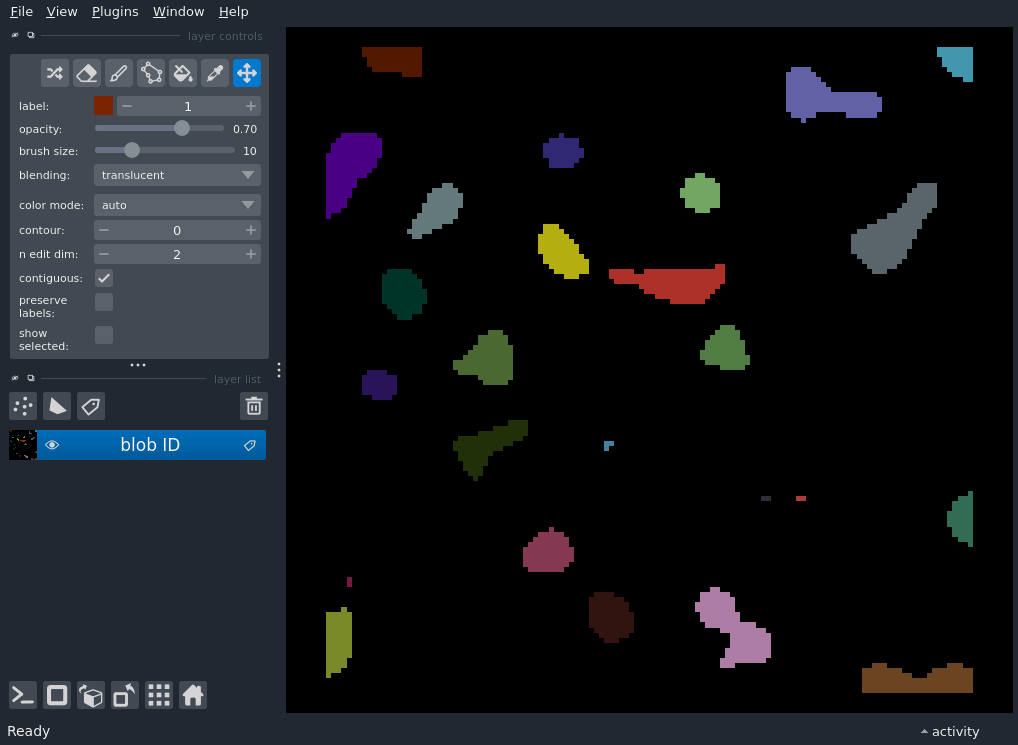 File View Plugins Window Help
layer controls
label: 1
opacity: 0.70
brush size: 10
blending: translucent
color mode: auto
contour: 0
n edit dim: 2
contiguous:
preserve
labels:
show
selected:
layer list
blob ID
Ready
activity